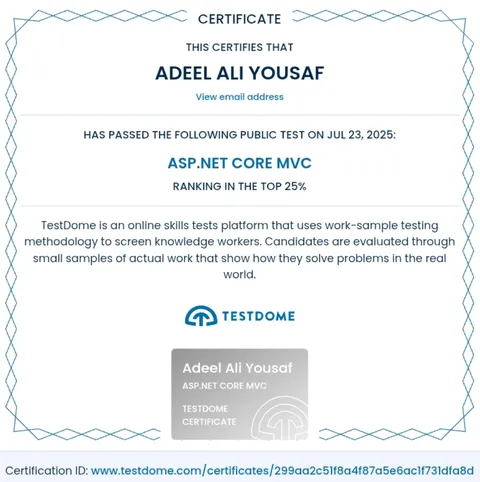 CERTIFICATE
THIS CERTIFIES THAT
ADEEL ALI YOUSAF
View email address
HAS PASSED THE FOLLOWING PUBLIC TEST ON JUL 23, 2025:
ASP.NET CORE MVC
RANKING IN THE TOP 25%
TestDome is an online skills tests platform that uses work-sample testing
methodology to screen knowledge workers. Candidates are evaluated through
small samples of actual work that show how they solve problems in the real
world.
TESTDOME
Adeel Ali Yousaf
ASP.NET CORE MVC
TESTDOME
CERTIFICATE
Certification ID: www.testdome.com/certificates/299aa2c51f8a4f87a5e6ac1f731dfa8d